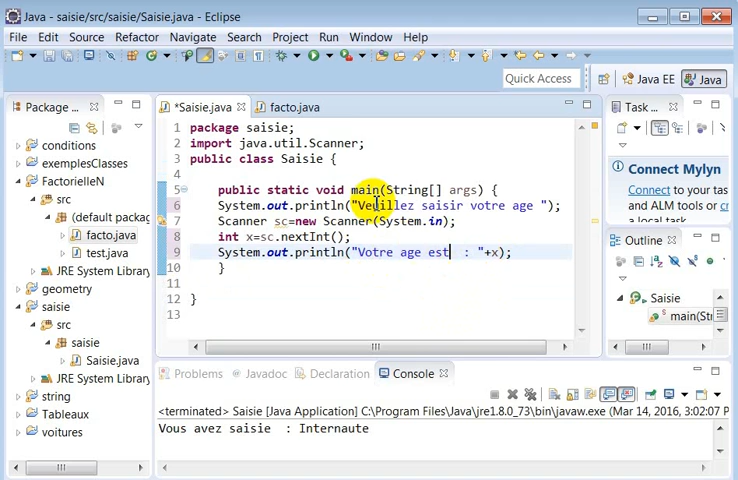 Java - saisie/src/saisie/Saisie.java - Eclipse
File Edit Source Refactor Navigate Search Project Run Window Help
Quick Access
Java EE
Java
Package ...
*Saisie.java
facto.java
Task ...
conditions
exemplesClasses
FactorielleN
src
(default packag
facto.java
test.java
JRE System Library
geometry
saisie
src
saisie
Saisie.java
JRE System Library
string
Tableaux
voitures
1 package saisie;
2 import java.util.Scanner;
3 public class Saisie {
4
5 public static void main(String[] args) {
6 System.out.println("Veuillez saisir votre age ");
7 Scanner sc=new Scanner(System.in);
8 int x=sc.nextInt();
9 System.out.println("Votre age est : "+x);
10 }
11
12 }
13
Connect Mylyn
Connect to your task
and ALM tools or cr
a local task.
Outline
Saisie
main(Str
Problems
Javadoc
Declaration
Console
<terminated> Saisie [Java Application] C:\Program Files\Java\jre1.8.0_73\bin\javaw.exe (Mar 14, 2016, 3:02:07 P
Vous avez saisie : Internaute